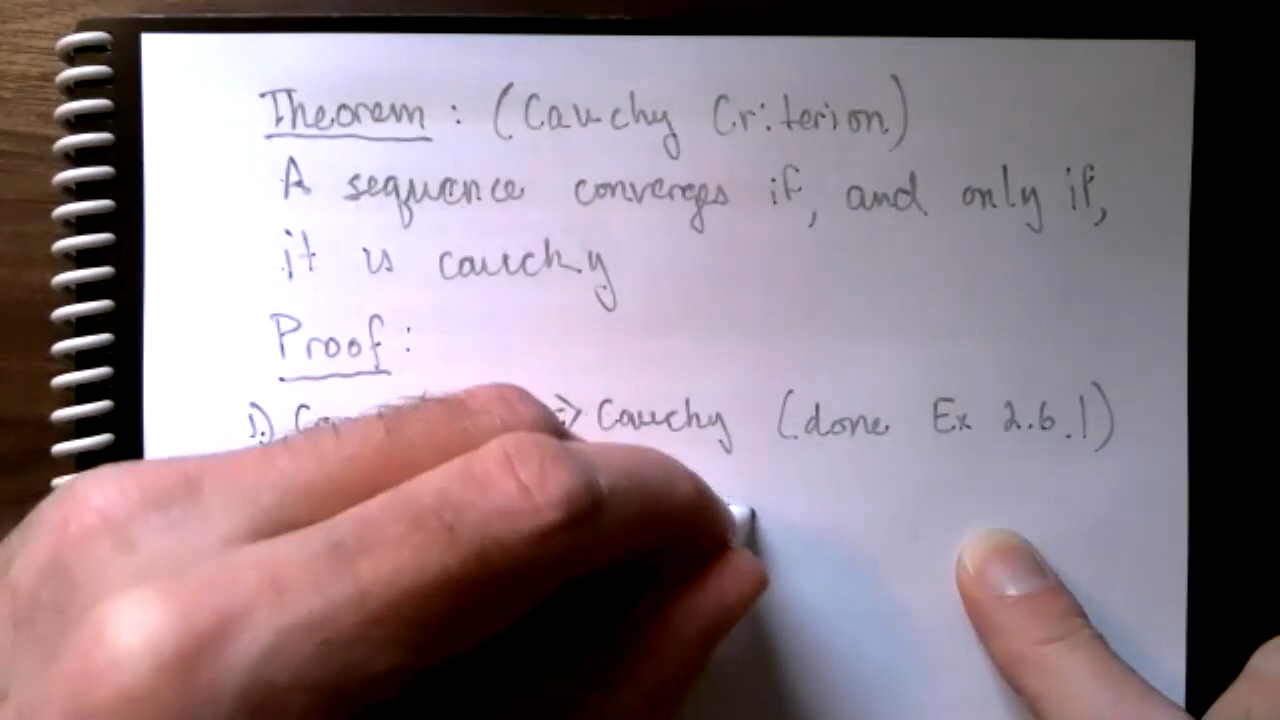 Theorem : (Cauchy Criterion)
A sequence converges if, and only if,
it is cauchy
Proof :
1.) => Cauchy (done Ex 2.6.1)